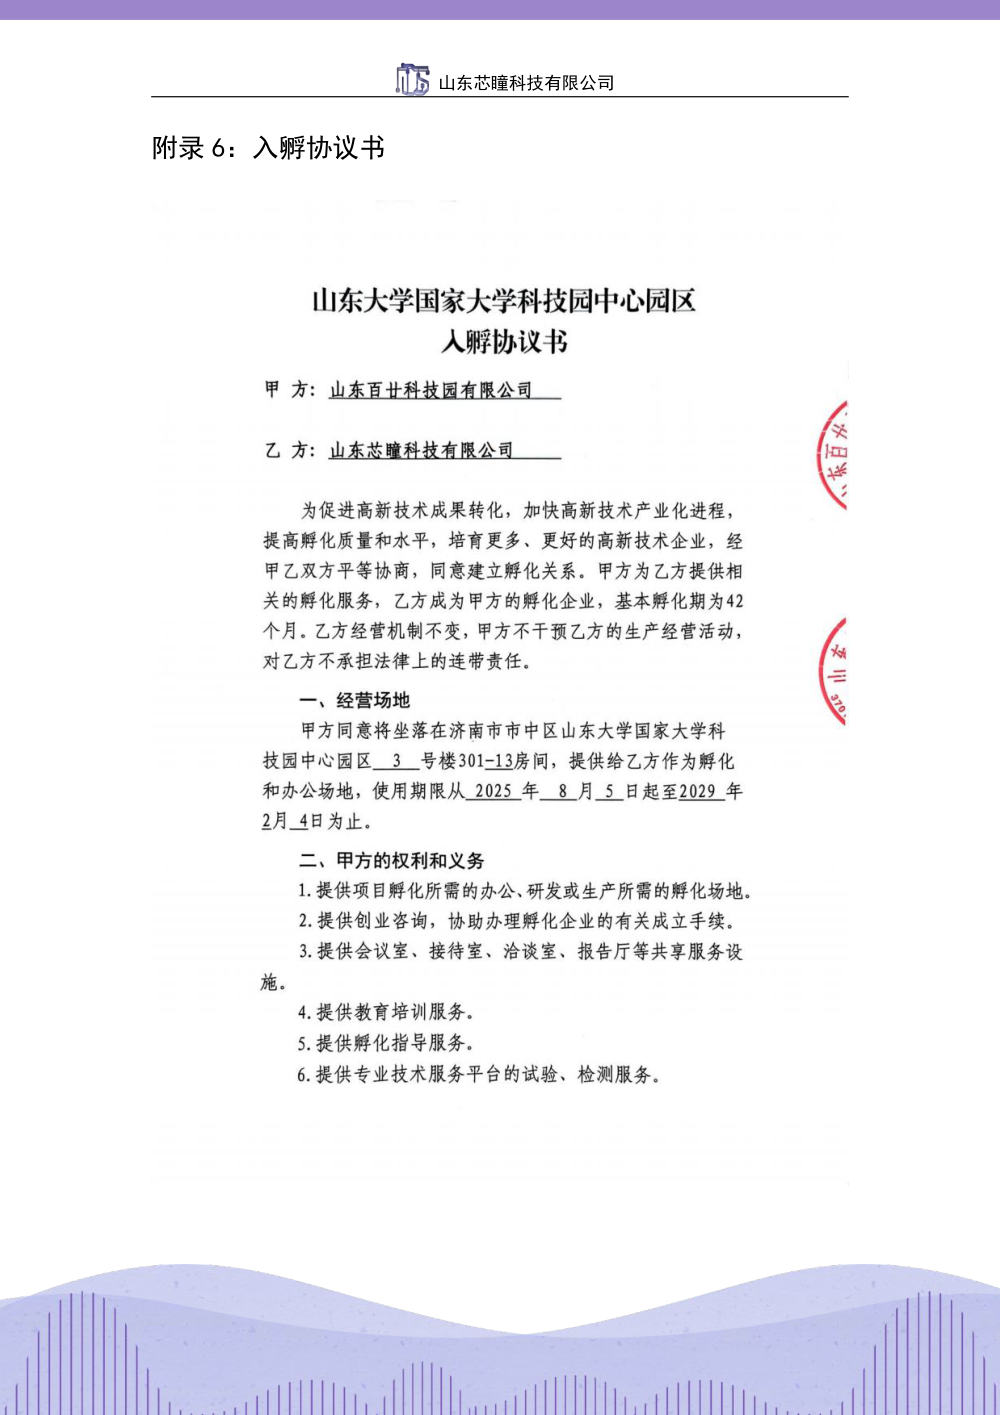 山东芯瞳科技有限公司
附录 6：入孵协议书
山东大学国家大学科技园中心园区
入孵协议书
甲 方：山东百廿科技园有限公司
乙 方：山东芯瞳科技有限公司
为促进高新技术成果转化，加快高新技术产业化进程，
提高孵化质量和水平，培育更多、更好的高新技术企业，经
甲乙双方平等协商，同意建立孵化关系。甲方为乙方提供相
关的孵化服务，乙方成为甲方的孵化企业，基本孵化期为42
个月。乙方经营机制不变，甲方不干预乙方的生产经营活动，
对乙方不承担法律上的连带责任。
一、经营场地
甲方同意将坐落在济南市市中区山东大学国家大学科
技园中心园区 3 号楼301-13房间，提供给乙方作为孵化
和办公场地，使用期限从 2025 年 8 月 5 日起至2029 年
2月 4日为止。
二、甲方的权利和义务
1.提供项目孵化所需的办公、研发或生产所需的孵化场地。
2.提供创业咨询，协助办理孵化企业的有关成立手续。
3.提供会议室、接待室、洽谈室、报告厅等共享服务设
施。
4.提供教育培训服务。
5.提供孵化指导服务。
6.提供专业技术服务平台的试验、检测服务。
东百廿
山东
370